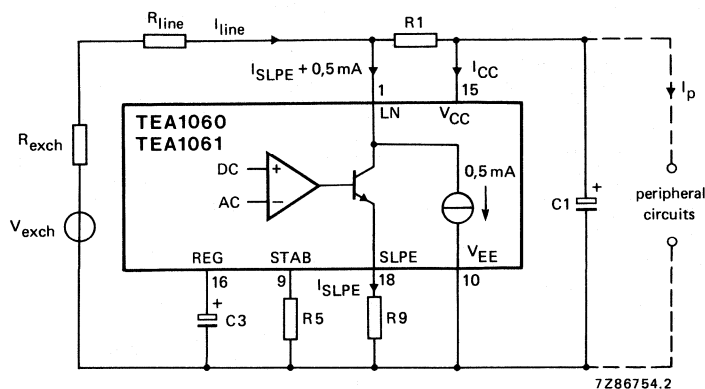 Rline
Iline
R1
ISLPE + 0,5 mA
ICC
Ip
1
15
LN
VCC
TEA1060
TEA1061
Rexch
DC
+
AC
−
0,5 mA
Vexch
C1
+
peripheral
circuits
REG
STAB
SLPE
VEE
16
9
ISLPE
18
10
+
C3
R5
R9
7Z86754.2